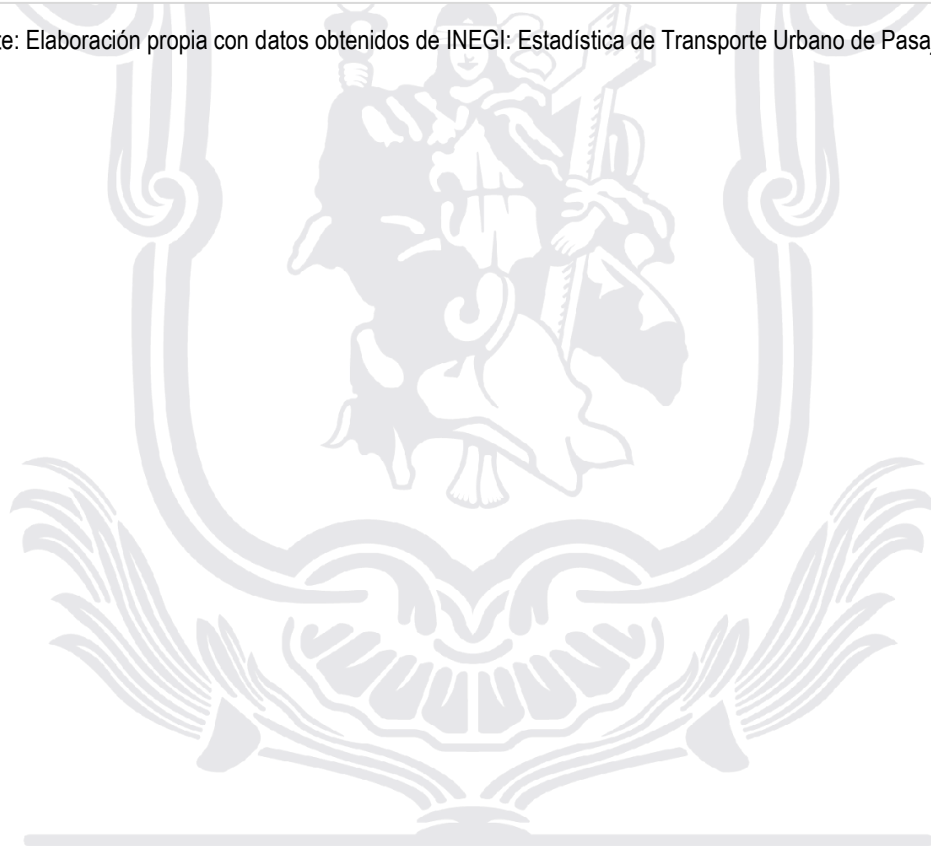 te: Elaboración propia con datos obtenidos de INEGI: Estadística de Transporte Urbano de Pasa